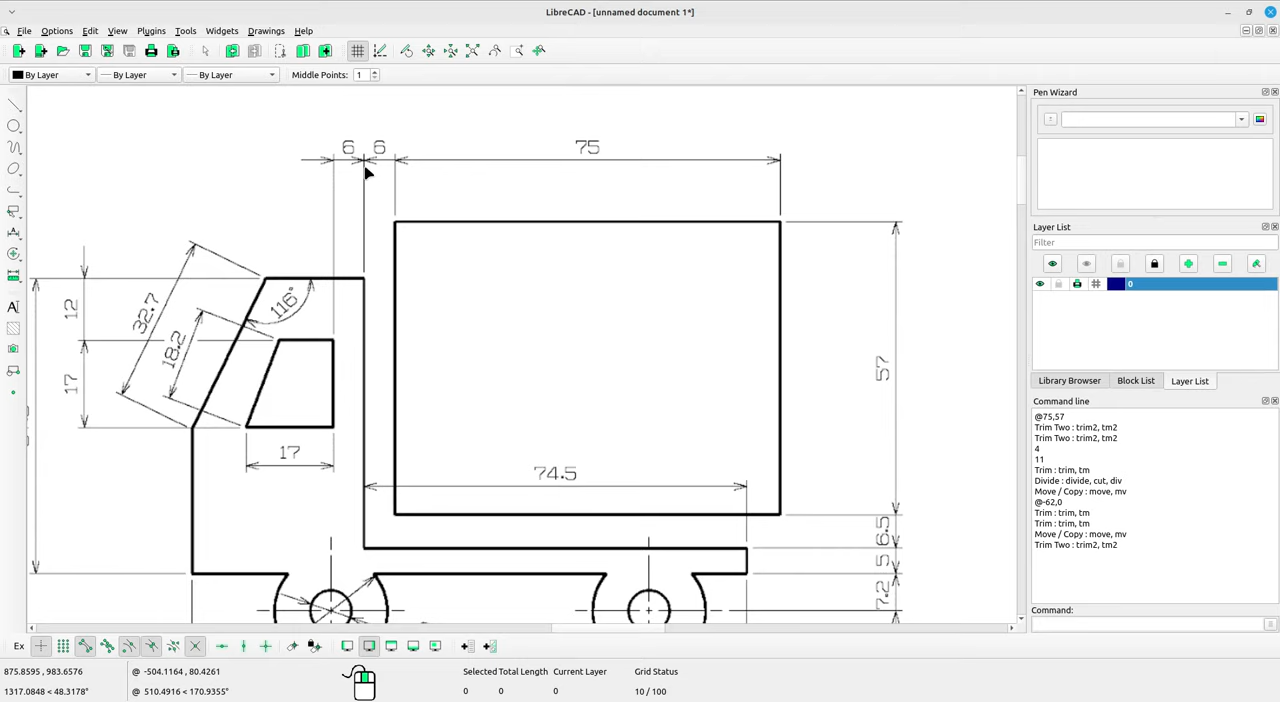 LibreCAD - [unnamed document 1*]
File Options Edit View Plugins Tools Widgets Drawings Help
By Layer By Layer By Layer Middle Points: 1
Pen Wizard
6 6 75
Layer List
Filter
0
116°
12
32.7
18.2
17
57
17
74.5
6.5
5
7.2
Library Browser Block List Layer List
Command line
@75,57
Trim Two : trim2, tm2
Trim Two : trim2, tm2
4
11
Trim : trim, tm
Divide : divide, cut, div
Move / Copy : move, mv
@-62,0
Trim : trim, tm
Trim : trim, tm
Move / Copy : move, mv
Trim Two : trim2, tm2
Command:
Ex
875.8595 , 983.6576 @ -504.1164 , 80.4261 Selected Total Length Current Layer Grid Status
1317.0848 < 48.3178° @ 510.4916 < 170.9355° 0 0 0 10 / 100